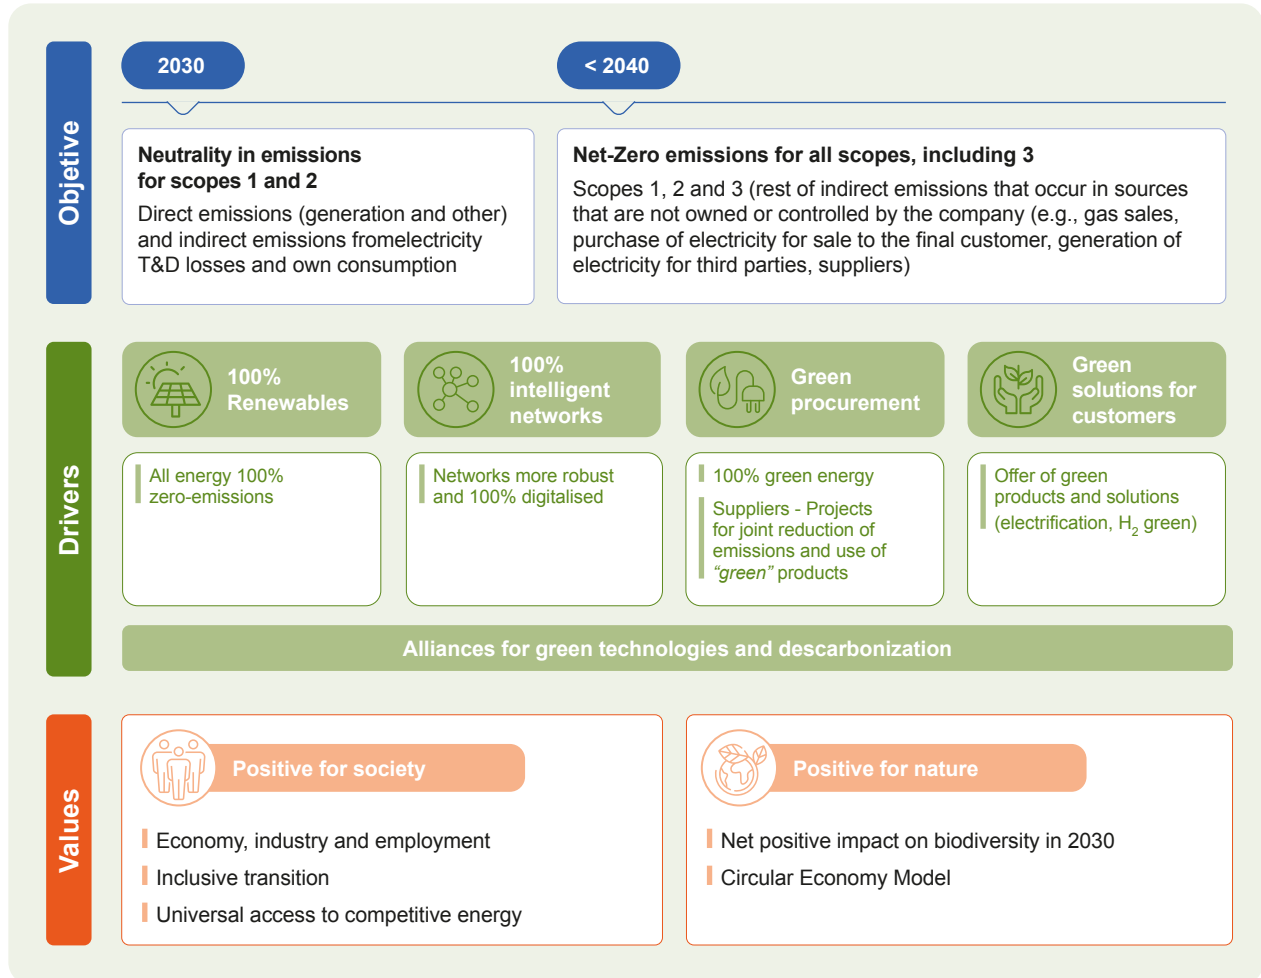 Objetive
2030
< 2040
Neutrality in emissions
for scopes 1 and 2
Direct emissions (generation and other)
and indirect emissions fromelectricity
T&D losses and own consumption
Net-Zero emissions for all scopes, including 3
Scopes 1, 2 and 3 (rest of indirect emissions that occur in sources
that are not owned or controlled by the company (e.g., gas sales,
purchase of electricity for sale to the final customer, generation of
electricity for third parties, suppliers)
Drivers
100%
Renewables
All energy 100%
zero-emissions
100%
intelligent
networks
Networks more robust
and 100% digitalised
Green
procurement
100% green energy
Suppliers - Projects
for joint reduction of
emissions and use of
“green” products
Green
solutions for
customers
Offer of green
products and solutions
(electrification, H2 green)
Alliances for green technologies and descarbonization
Values
Positive for society
Economy, industry and employment
Inclusive transition
Universal access to competitive energy
Positive for nature
Net positive impact on biodiversity in 2030
Circular Economy Model